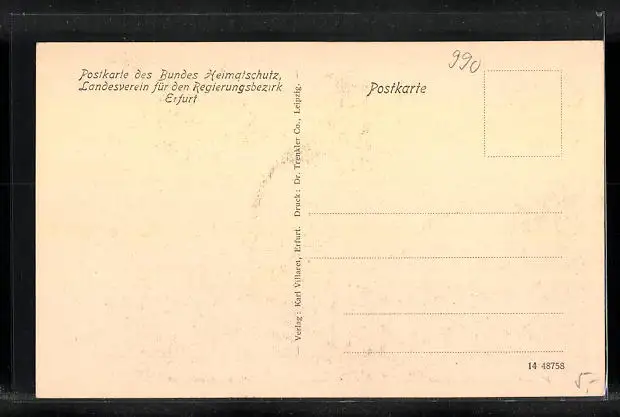 Postkarte des Bundes Heimatschutz,
Landesverein für den Regierungsbezirk
Erfurt
— Verlag: Karl Villaret, Erfurt. Druck: Dr. Trenkler Co., Leipzig. —
990
Postkarte
14 48758
5,-